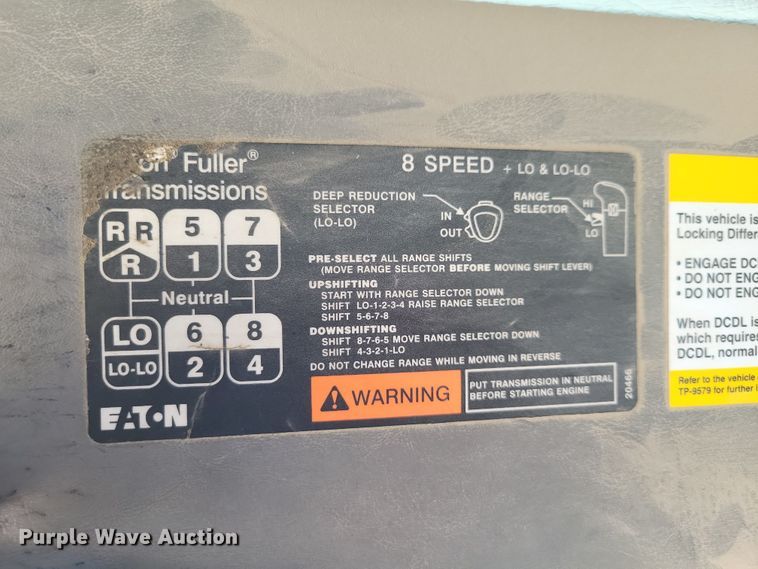 Fuller®
Transmissions
8 SPEED + LO & LO-LO
DEEP REDUCTION
SELECTOR
(LO-LO)
IN
OUT
RANGE
SELECTOR
HI
LO
R R 5 7
R 1 3
Neutral
LO 6 8
LO-LO 2 4
EATON
PRE-SELECT ALL RANGE SHIFTS
(MOVE RANGE SELECTOR BEFORE MOVING SHIFT LEVER)
UPSHIFTING
START WITH RANGE SELECTOR DOWN
SHIFT LO-1-2-3-4 RAISE RANGE SELECTOR
SHIFT 5-6-7-8
DOWNSHIFTING
SHIFT 8-7-6-5 MOVE RANGE SELECTOR DOWN
SHIFT 4-3-2-1-LO
DO NOT CHANGE RANGE WHILE MOVING IN REVERSE
WARNING
PUT TRANSMISSION IN NEUTRAL
BEFORE STARTING ENGINE
20466
This vehicle is
Locking Differ
• ENGAGE DC
• DO NOT ENG
• DO NOT ENG
When DCDL is
which require
DCDL, normal
Refer to the vehicle
TP-9579 for further
Purple Wave Auction